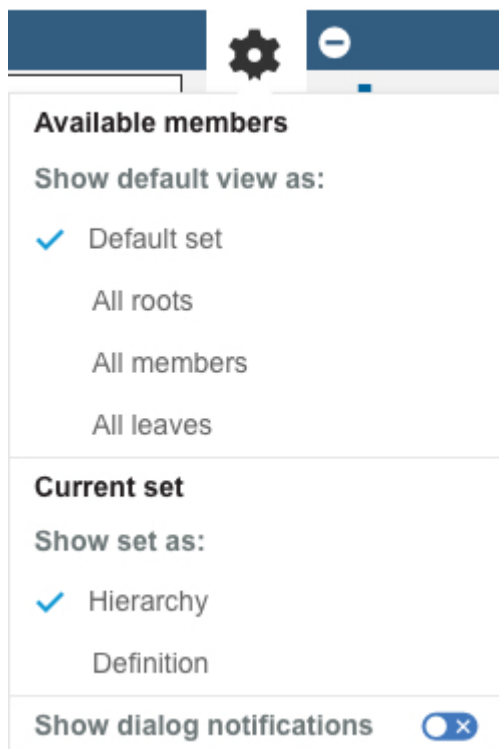 Available members
Show default view as:
Default set
All roots
All members
All leaves
Current set
Show set as:
Hierarchy
Definition
Show dialog notifications